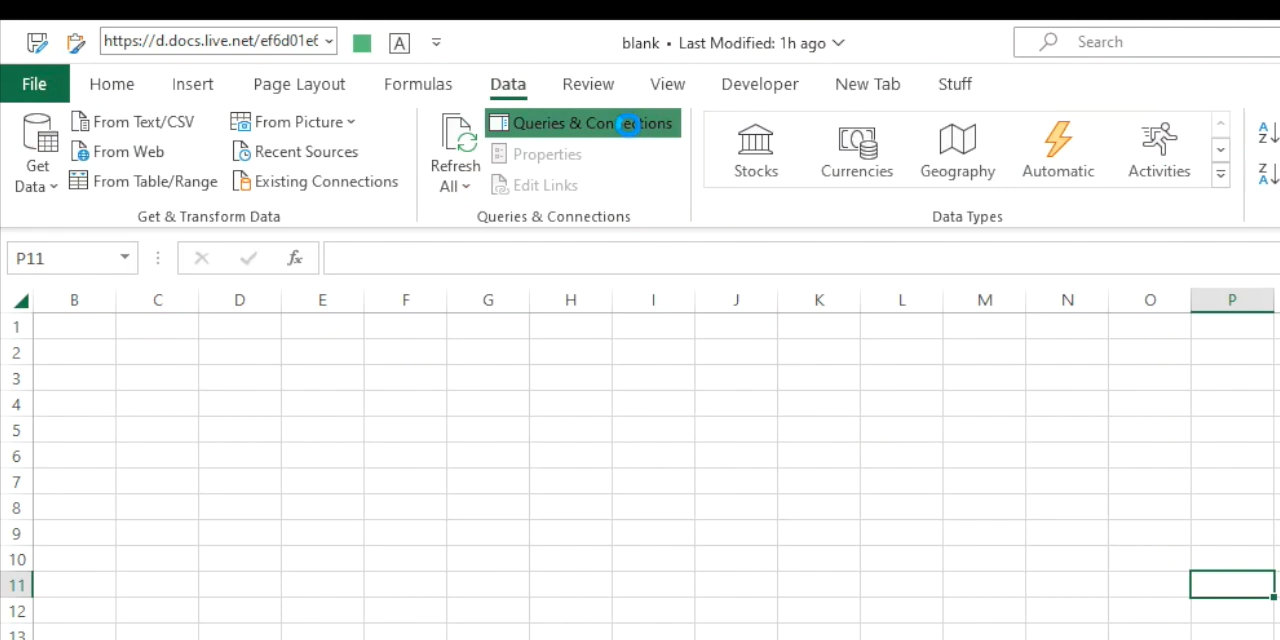 https://d.docs.live.net/ef6d01e6
A
blank • Last Modified: 1h ago
Search
File Home Insert Page Layout Formulas Data Review View Developer New Tab Stuff
Get Data
From Text/CSV
From Web
From Table/Range
From Picture
Recent Sources
Existing Connections
Get & Transform Data
Refresh All
Queries & Connections
Properties
Edit Links
Queries & Connections
Stocks
Currencies
Geography
Automatic
Activities
Data Types
A Z
Z A
P11
fx
B C D E F G H I J K L M N O P
1
2
3
4
5
6
7
8
9
10
11
12
13